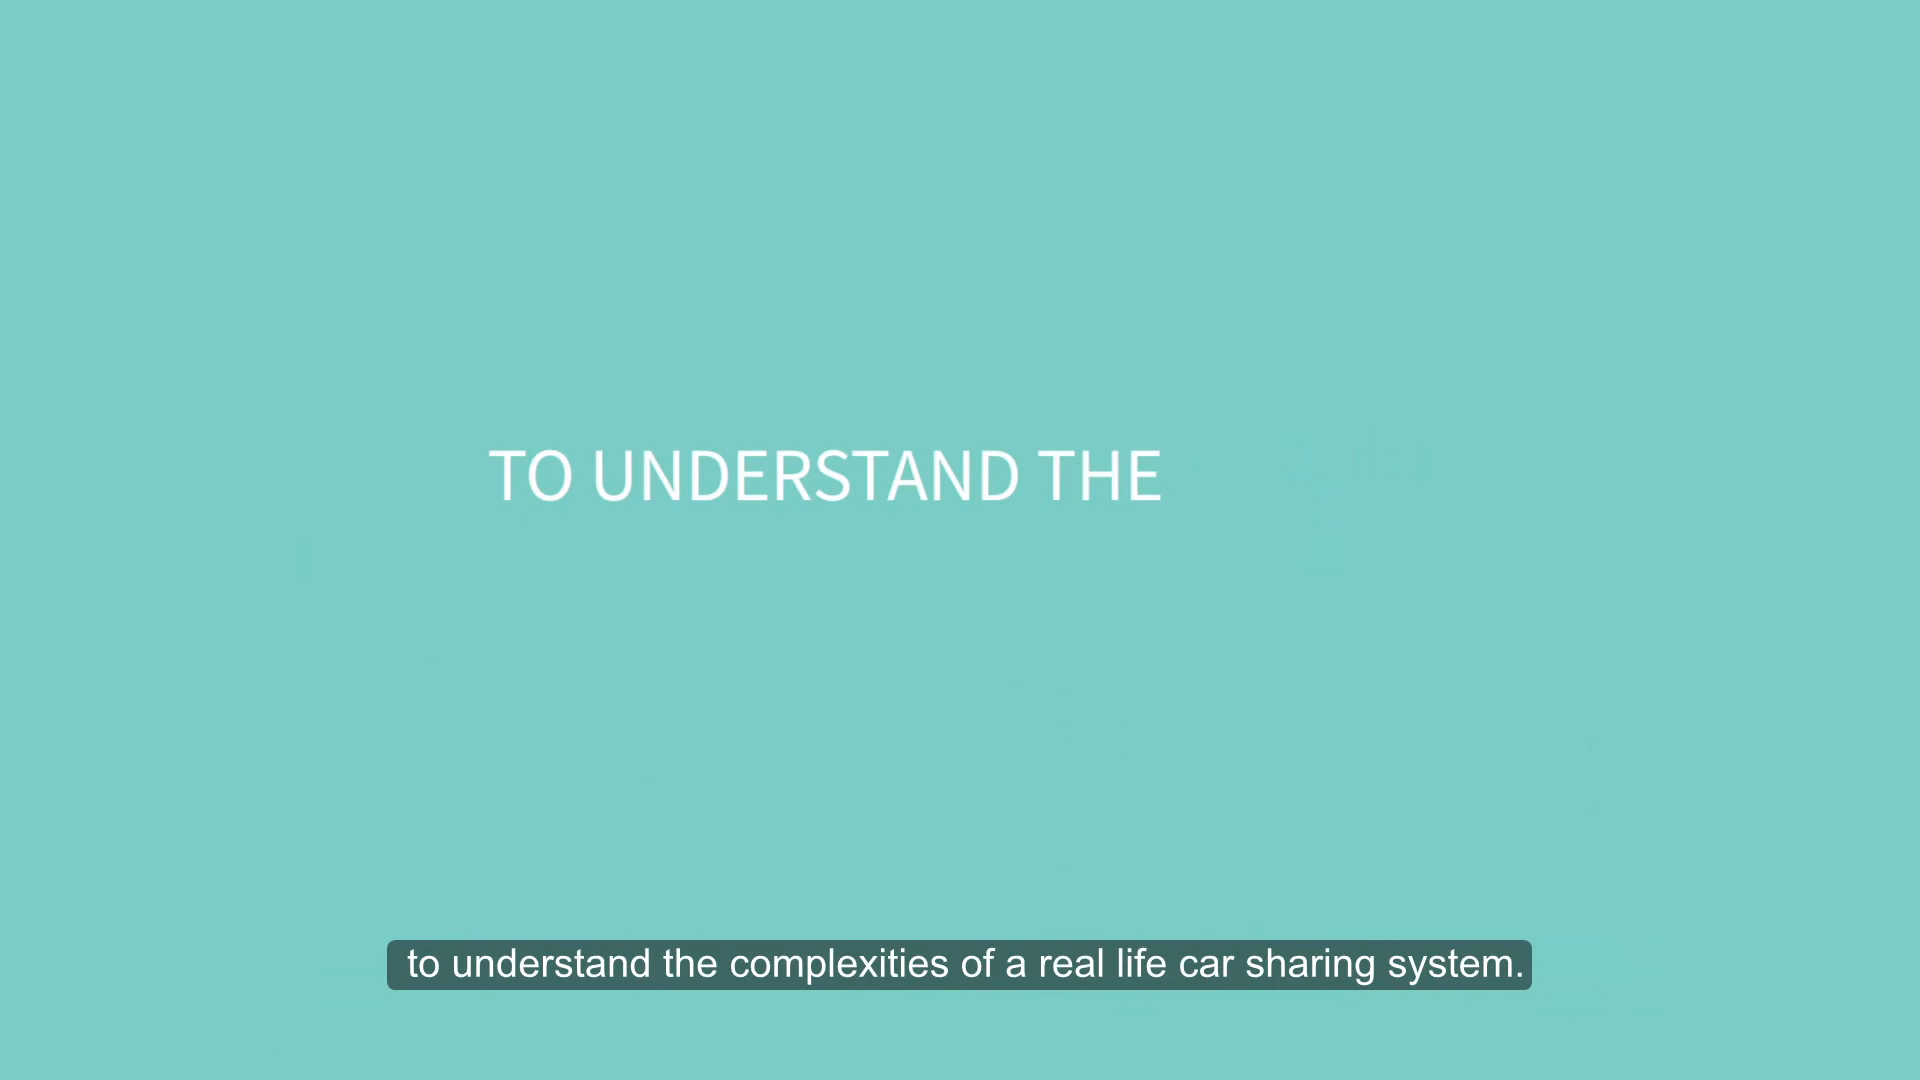 TO UNDERSTAND THE
to understand the complexities of a real life car sharing system.